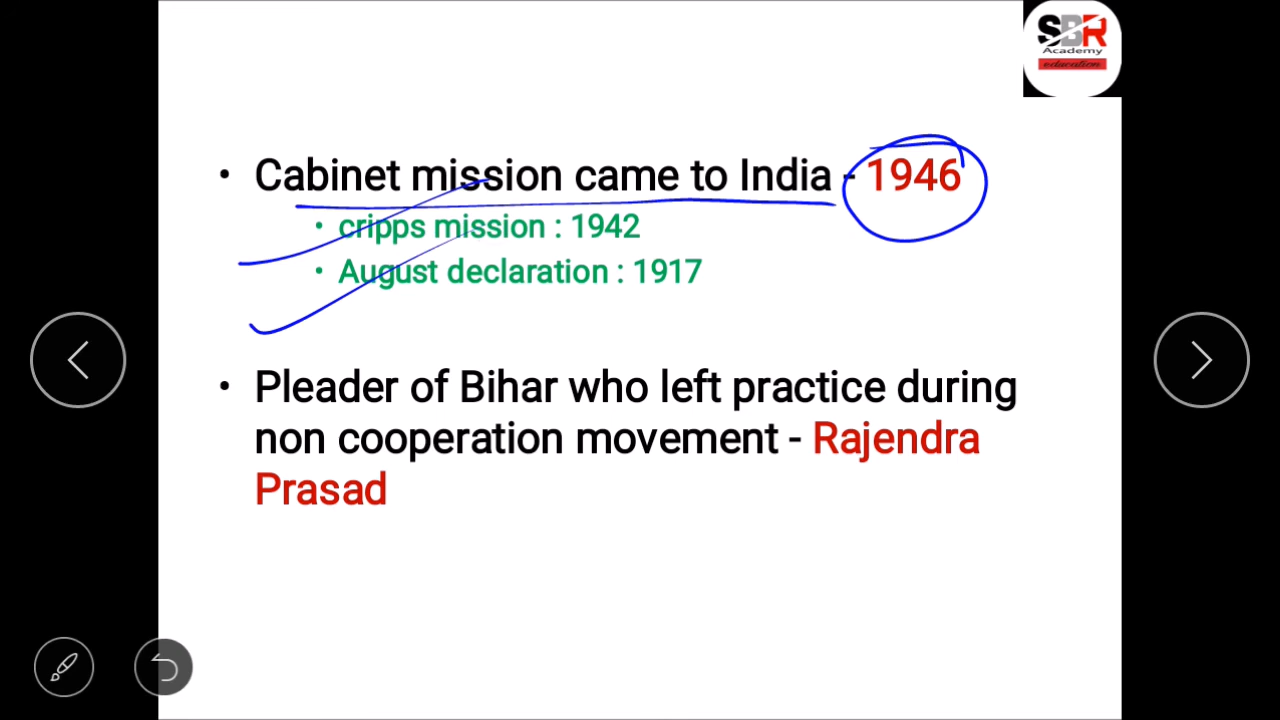 SBR
Academy
education
• Cabinet mission came to India - 1946
• cripps mission : 1942
• August declaration : 1917
• Pleader of Bihar who left practice during
non cooperation movement - Rajendra
Prasad